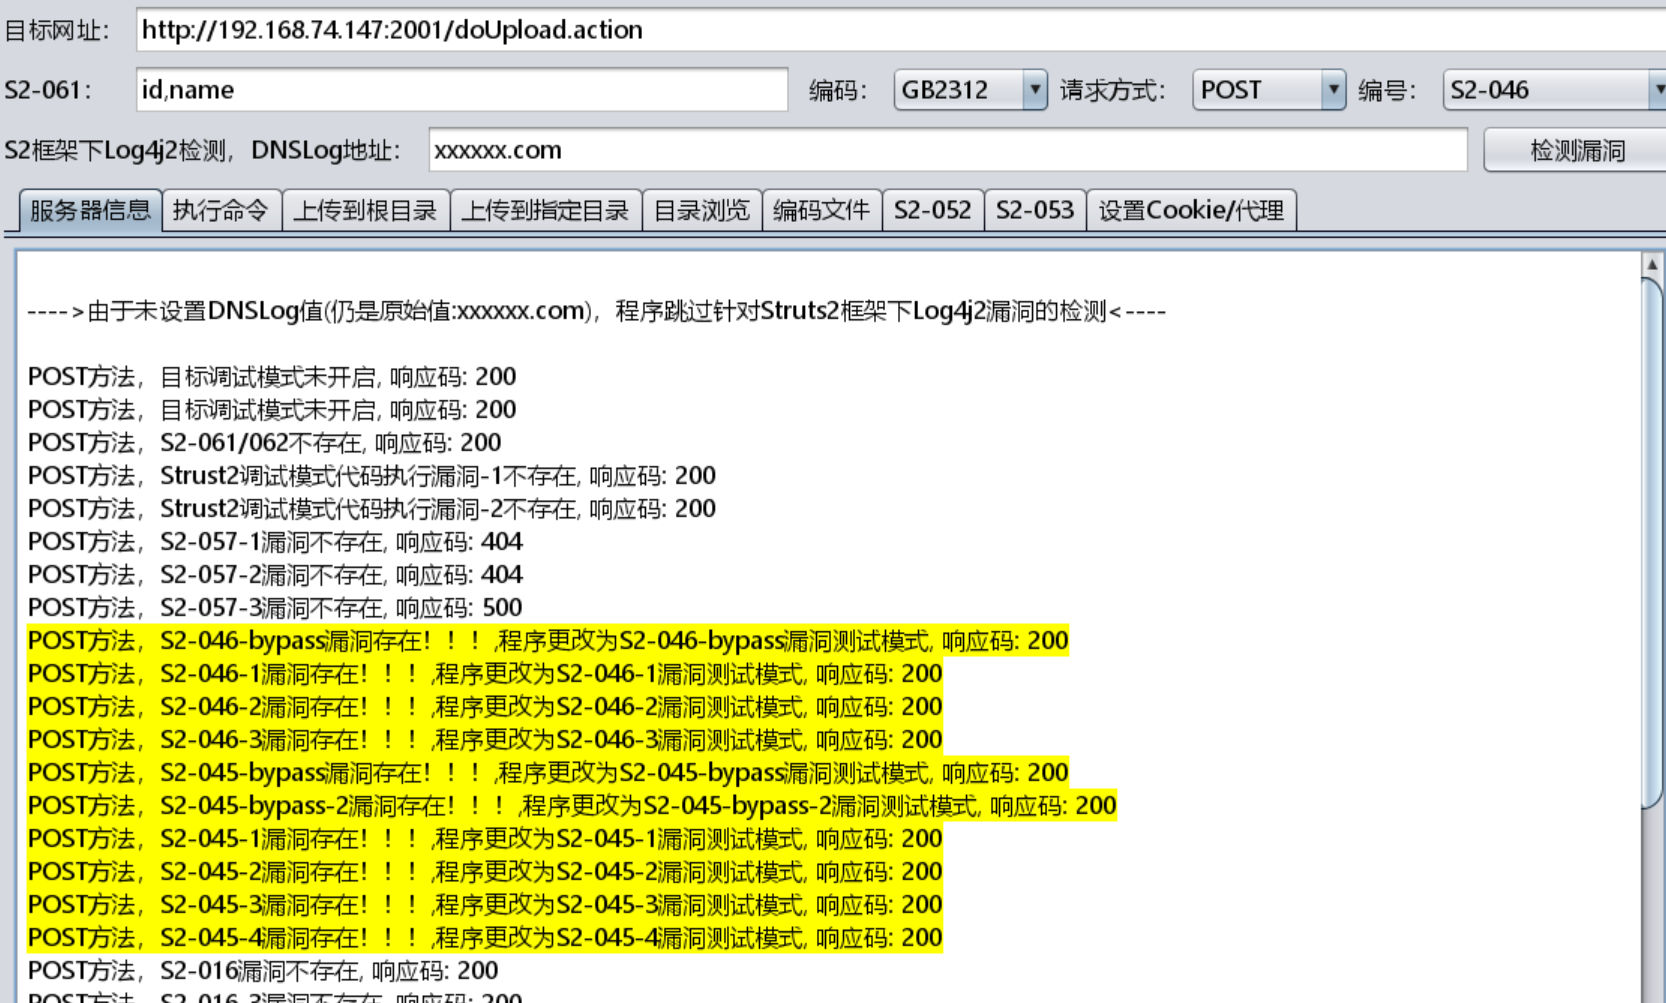 目标网址： http://192.168.74.147:2001/doUpload.action
S2-061： id,name 编码： GB2312 请求方式： POST 编号： S2-046
S2框架下Log4j2检测，DNSLog地址： xxxxxx.com 检测漏洞
服务器信息 执行命令 上传到根目录 上传到指定目录 目录浏览 编码文件 S2-052 S2-053 设置Cookie/代理
---->由于未设置DNSLog值(仍是原始值:xxxxxx.com)，程序跳过针对Struts2框架下Log4j2漏洞的检测<----
POST方法，目标调试模式未开启, 响应码: 200
POST方法，目标调试模式未开启, 响应码: 200
POST方法，S2-061/062不存在, 响应码: 200
POST方法，Strust2调试模式代码执行漏洞-1不存在, 响应码: 200
POST方法，Strust2调试模式代码执行漏洞-2不存在, 响应码: 200
POST方法，S2-057-1漏洞不存在, 响应码: 404
POST方法，S2-057-2漏洞不存在, 响应码: 404
POST方法，S2-057-3漏洞不存在, 响应码: 500
POST方法，S2-046-bypass漏洞存在！！！,程序更改为S2-046-bypass漏洞测试模式, 响应码: 200
POST方法，S2-046-1漏洞存在！！！,程序更改为S2-046-1漏洞测试模式, 响应码: 200
POST方法，S2-046-2漏洞存在！！！,程序更改为S2-046-2漏洞测试模式, 响应码: 200
POST方法，S2-046-3漏洞存在！！！,程序更改为S2-046-3漏洞测试模式, 响应码: 200
POST方法，S2-045-bypass漏洞存在！！！,程序更改为S2-045-bypass漏洞测试模式, 响应码: 200
POST方法，S2-045-bypass-2漏洞存在！！！,程序更改为S2-045-bypass-2漏洞测试模式, 响应码: 200
POST方法，S2-045-1漏洞存在！！！,程序更改为S2-045-1漏洞测试模式, 响应码: 200
POST方法，S2-045-2漏洞存在！！！,程序更改为S2-045-2漏洞测试模式, 响应码: 200
POST方法，S2-045-3漏洞存在！！！,程序更改为S2-045-3漏洞测试模式, 响应码: 200
POST方法，S2-045-4漏洞存在！！！,程序更改为S2-045-4漏洞测试模式, 响应码: 200
POST方法，S2-016漏洞不存在, 响应码: 200
POST方法，S2-016-3漏洞不存在, 响应码: 200